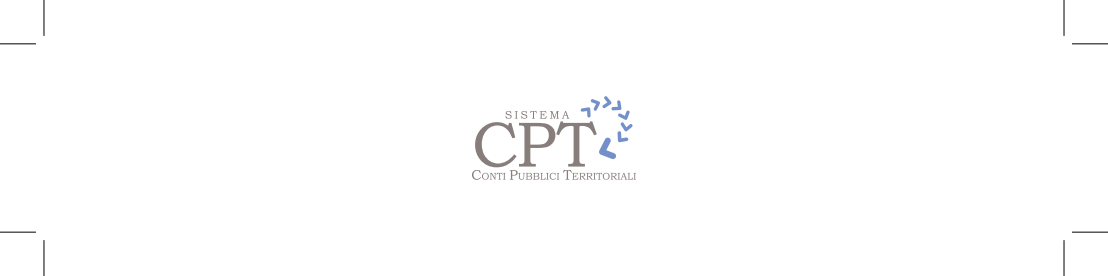 SISTEMA
CPT
CONTI PUBBLICI TERRITORIALI